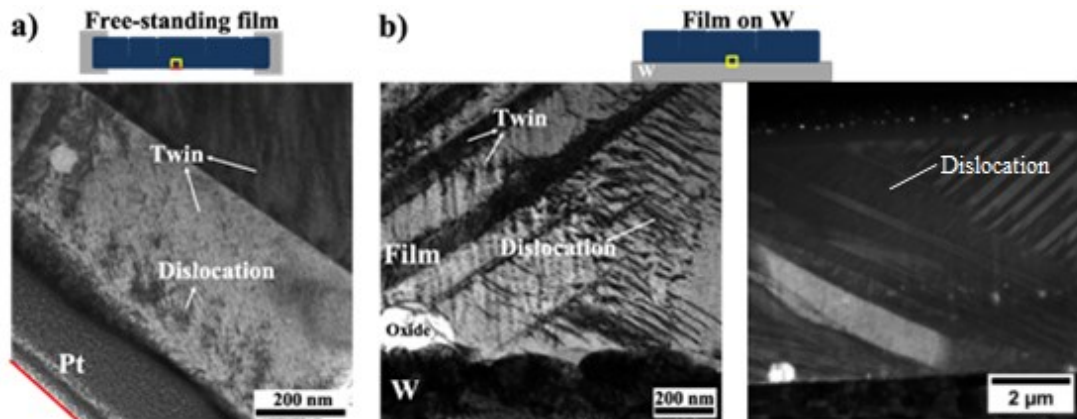 a)
Free-standing film
Twin
Dislocation
Pt
200 nm
b)
Film on W
W
Twin
Dislocation
Film
Oxide
W
200 nm
Dislocation
2 μm